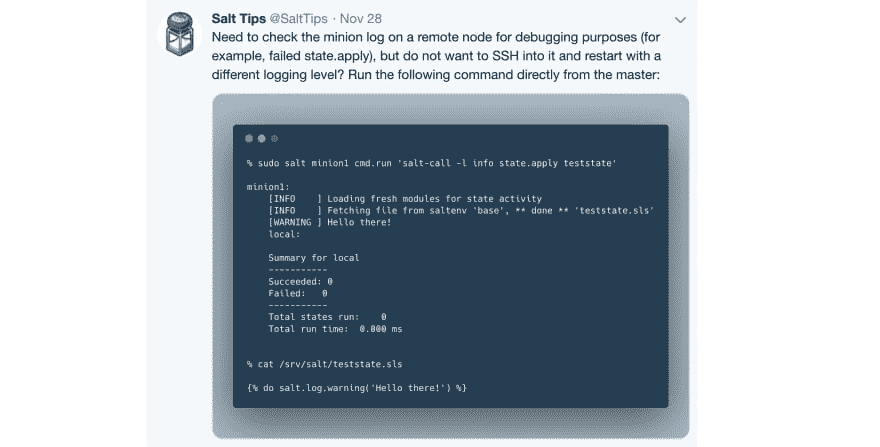 Salt Tips @SaltTips · Nov 28
Need to check the minion log on a remote node for debugging purposes (for
example, failed state.apply), but do not want to SSH into it and restart with a
different logging level? Run the following command directly from the master:
% sudo salt minion1 cmd.run 'salt-call -l info state.apply teststate'
minion1:
[INFO    ] Loading fresh modules for state activity
[INFO    ] Fetching file from saltenv 'base', ** done ** 'teststate.sls'
[WARNING ] Hello there!
local:
Summary for local
-----------
Succeeded: 0
Failed:   0
-----------
Total states run:    0
Total run time:  0.000 ms
% cat /srv/salt/teststate.sls
{% do salt.log.warning('Hello there!') %}